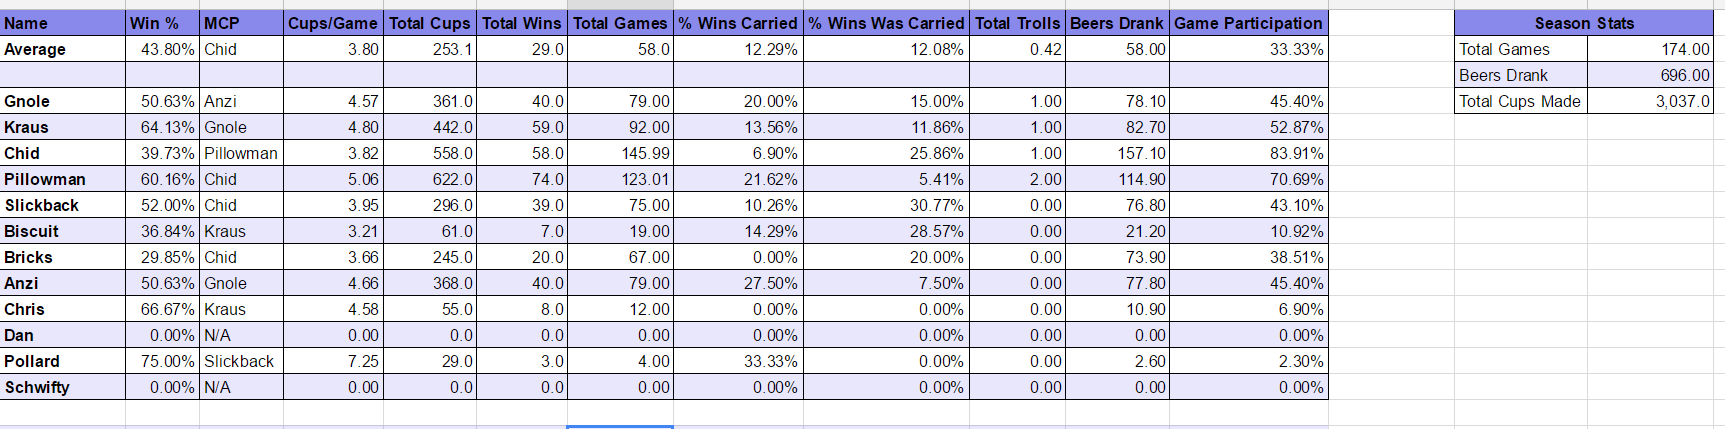 Name Win % MCP Cups/Game Total Cups Total Wins Total Games % Wins Carried % Wins Was Carried Total Trolls Beers Drank Game Participation Season Stats
Average 43.80% Chid 3.80 253.1 29.0 58.0 12.29% 12.08% 0.42 58.00 33.33% Total Games 174.00
Beers Drank 696.00
Gnole 50.63% Anzi 4.57 361.0 40.0 79.00 20.00% 15.00% 1.00 78.10 45.40% Total Cups Made 3,037.0
Kraus 64.13% Gnole 4.80 442.0 59.0 92.00 13.56% 11.86% 1.00 82.70 52.87%
Chid 39.73% Pillowman 3.82 558.0 58.0 145.99 6.90% 25.86% 1.00 157.10 83.91%
Pillowman 60.16% Chid 5.06 622.0 74.0 123.01 21.62% 5.41% 2.00 114.90 70.69%
Slickback 52.00% Chid 3.95 296.0 39.0 75.00 10.26% 30.77% 0.00 76.80 43.10%
Biscuit 36.84% Kraus 3.21 61.0 7.0 19.00 14.29% 28.57% 0.00 21.20 10.92%
Bricks 29.85% Chid 3.66 245.0 20.0 67.00 0.00% 20.00% 0.00 73.90 38.51%
Anzi 50.63% Gnole 4.66 368.0 40.0 79.00 27.50% 7.50% 0.00 77.80 45.40%
Chris 66.67% Kraus 4.58 55.0 8.0 12.00 0.00% 0.00% 0.00 10.90 6.90%
Dan 0.00% N/A 0.00 0.0 0.0 0.00 0.00% 0.00% 0.00 0.00 0.00%
Pollard 75.00% Slickback 7.25 29.0 3.0 4.00 33.33% 0.00% 0.00 2.60 2.30%
Schwifty 0.00% N/A 0.00 0.0 0.0 0.00 0.00% 0.00% 0.00 0.00 0.00%